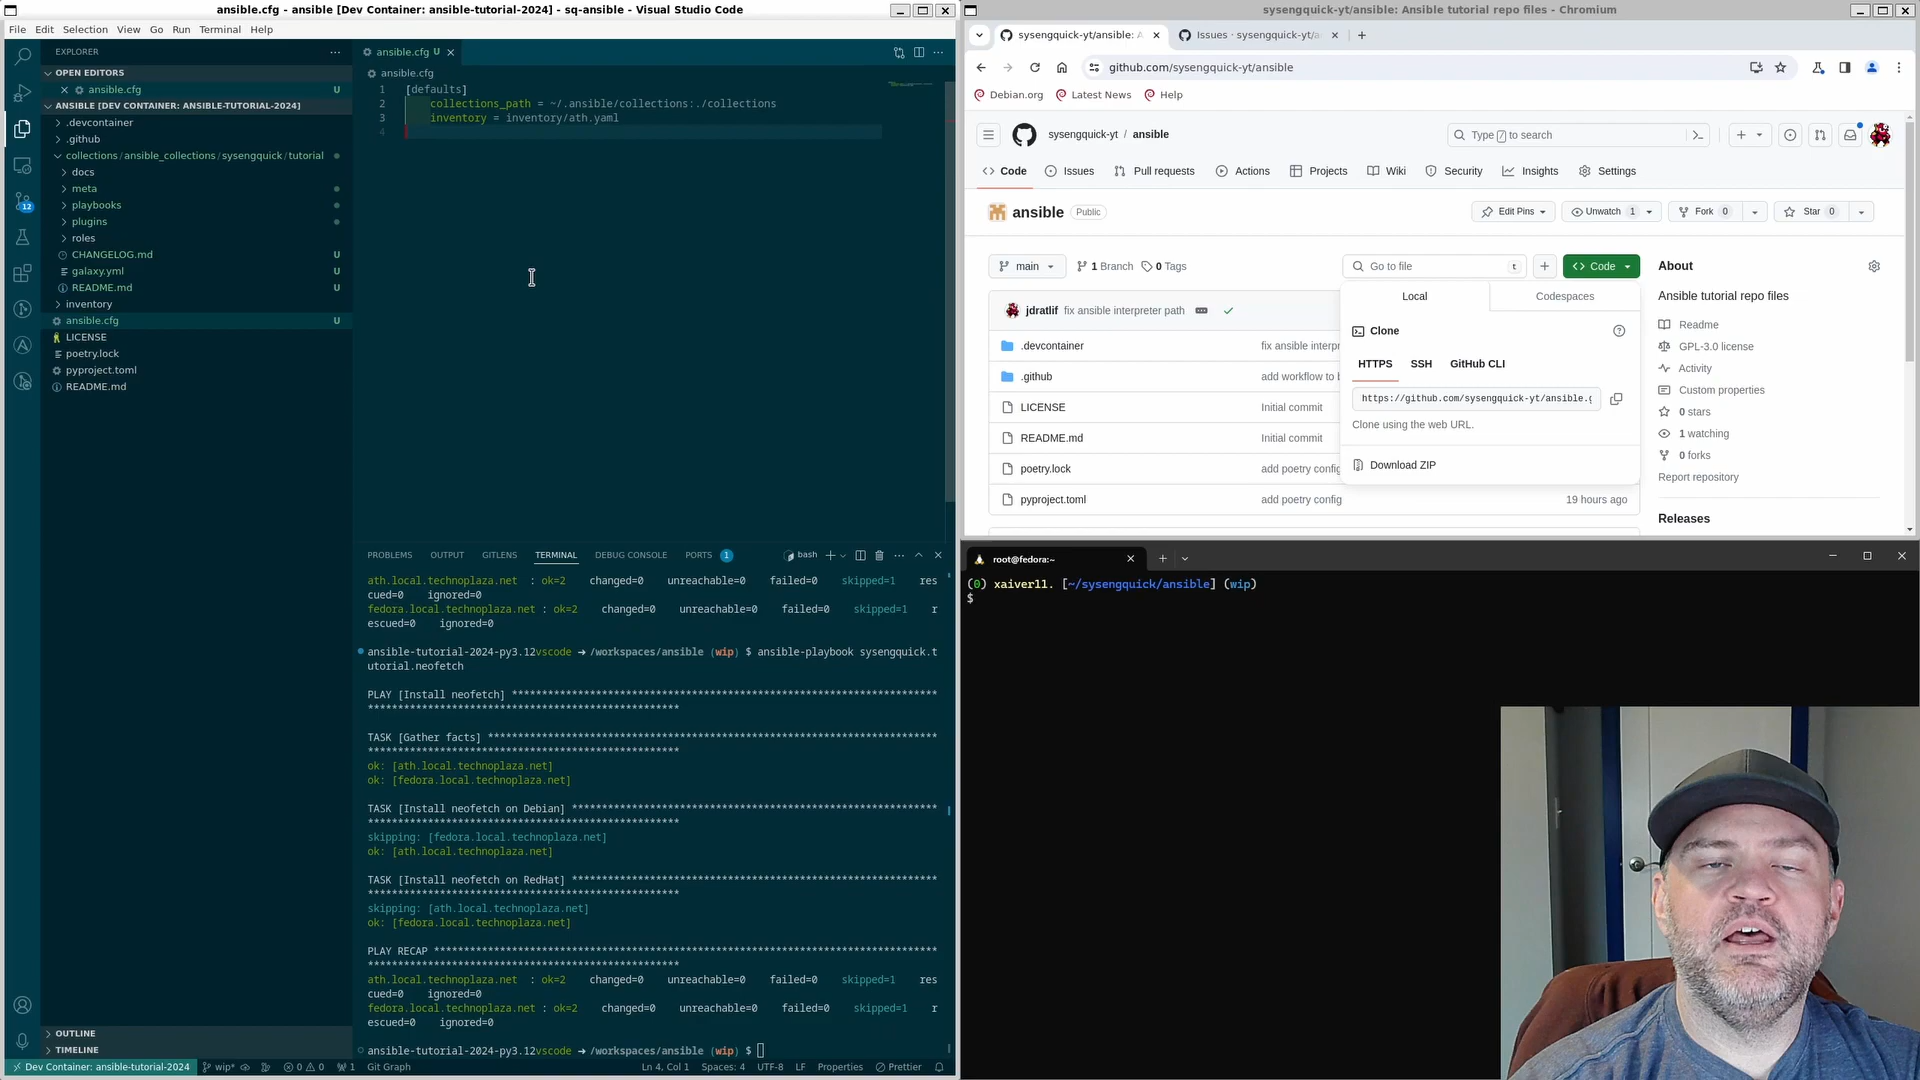 ansible.cfg - ansible [Dev Container: ansible-tutorial-2024] - sq-ansible - Visual Studio Code
File Edit Selection View Go Run Terminal Help
EXPLORER
OPEN EDITORS
ansible.cfg U
ANSIBLE [DEV CONTAINER: ANSIBLE-TUTORIAL-2024]
.devcontainer
.github
collections/ansible_collections/sysengquick/tutorial
docs
meta
playbooks
plugins
roles
CHANGELOG.md U
galaxy.yml U
README.md U
inventory
ansible.cfg U
LICENSE
poetry.lock
pyproject.toml
README.md
12
OUTLINE
TIMELINE
ansible.cfg U
ansible.cfg
1 [defaults]
2 collections_path = ~/.ansible/collections:./collections
3 inventory = inventory/ath.yaml
4
PROBLEMS OUTPUT GITLENS TERMINAL DEBUG CONSOLE PORTS 1 bash
ath.local.technoplaza.net : ok=2 changed=0 unreachable=0 failed=0 skipped=1 res
cued=0 ignored=0
fedora.local.technoplaza.net : ok=2 changed=0 unreachable=0 failed=0 skipped=1 r
escued=0 ignored=0
ansible-tutorial-2024-py3.12vscode ➜ /workspaces/ansible (wip) $ ansible-playbook sysengquick.t
utorial.neofetch
PLAY [Install neofetch] ***********************************************************************
****************************************************
TASK [Gather facts] ***************************************************************************
****************************************************
ok: [ath.local.technoplaza.net]
ok: [fedora.local.technoplaza.net]
TASK [Install neofetch on Debian] *************************************************************
****************************************************
skipping: [fedora.local.technoplaza.net]
ok: [ath.local.technoplaza.net]
TASK [Install neofetch on RedHat] *************************************************************
****************************************************
skipping: [ath.local.technoplaza.net]
ok: [fedora.local.technoplaza.net]
PLAY RECAP ************************************************************************************
****************************************************
ath.local.technoplaza.net : ok=2 changed=0 unreachable=0 failed=0 skipped=1 res
cued=0 ignored=0
fedora.local.technoplaza.net : ok=2 changed=0 unreachable=0 failed=0 skipped=1 r
escued=0 ignored=0
ansible-tutorial-2024-py3.12vscode ➜ /workspaces/ansible (wip) $
Dev Container: ansible-tutorial-2024 wip* 0 0 1 Git Graph Ln 4, Col 1 Spaces: 4 UTF-8 LF Properties Prettier
sysengquick-yt/ansible: Ansible tutorial repo files - Chromium
sysengquick-yt/ansible: A Issues · sysengquick-yt/a
github.com/sysengquick-yt/ansible
Debian.org Latest News Help
sysengquick-yt / ansible Type / to search
Code Issues Pull requests Actions Projects Wiki Security Insights Settings
ansible Public Edit Pins Unwatch 1 Fork 0 Star 0
main 1 Branch 0 Tags Go to file t Code
Local Codespaces
Clone
HTTPS SSH GitHub CLI
https://github.com/sysengquick-yt/ansible.g
Clone using the web URL.
Download ZIP
jdratlif fix ansible interpreter path
.devcontainer fix ansible interpr
.github add workflow to b
LICENSE Initial commit
README.md Initial commit
poetry.lock add poetry config
pyproject.toml add poetry config 19 hours ago
About
Ansible tutorial repo files
Readme
GPL-3.0 license
Activity
Custom properties
0 stars
1 watching
0 forks
Report repository
Releases
root@fedora:~
(0) xaiverll. [~/sysengquick/ansible] (wip)
$